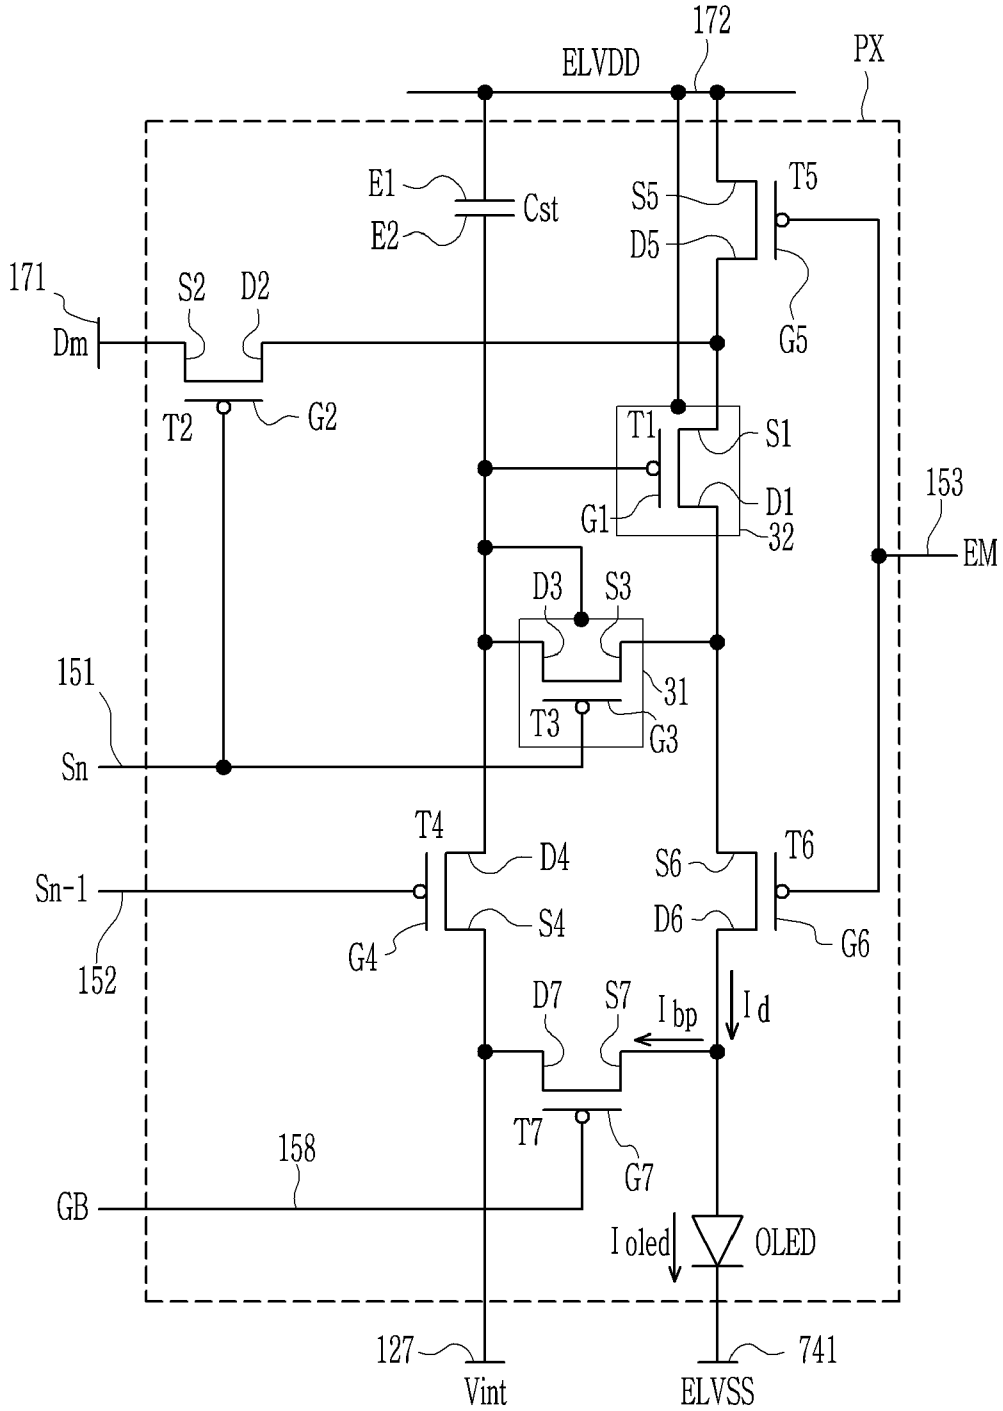 172
ELVDD
PX
E1
Cst
E2
S5
T5
D5
G5
171
S2
D2
Dm
T2
G2
T1
S1
G1
D1
32
153
EM
D3
S3
151
31
T3
G3
Sn
T4
D4
S6
T6
Sn-1
S4
D6
G4
G6
152
D7
S7
Ibp
Id
T7
G7
158
GB
Ioled
OLED
127
741
Vint
ELVSS